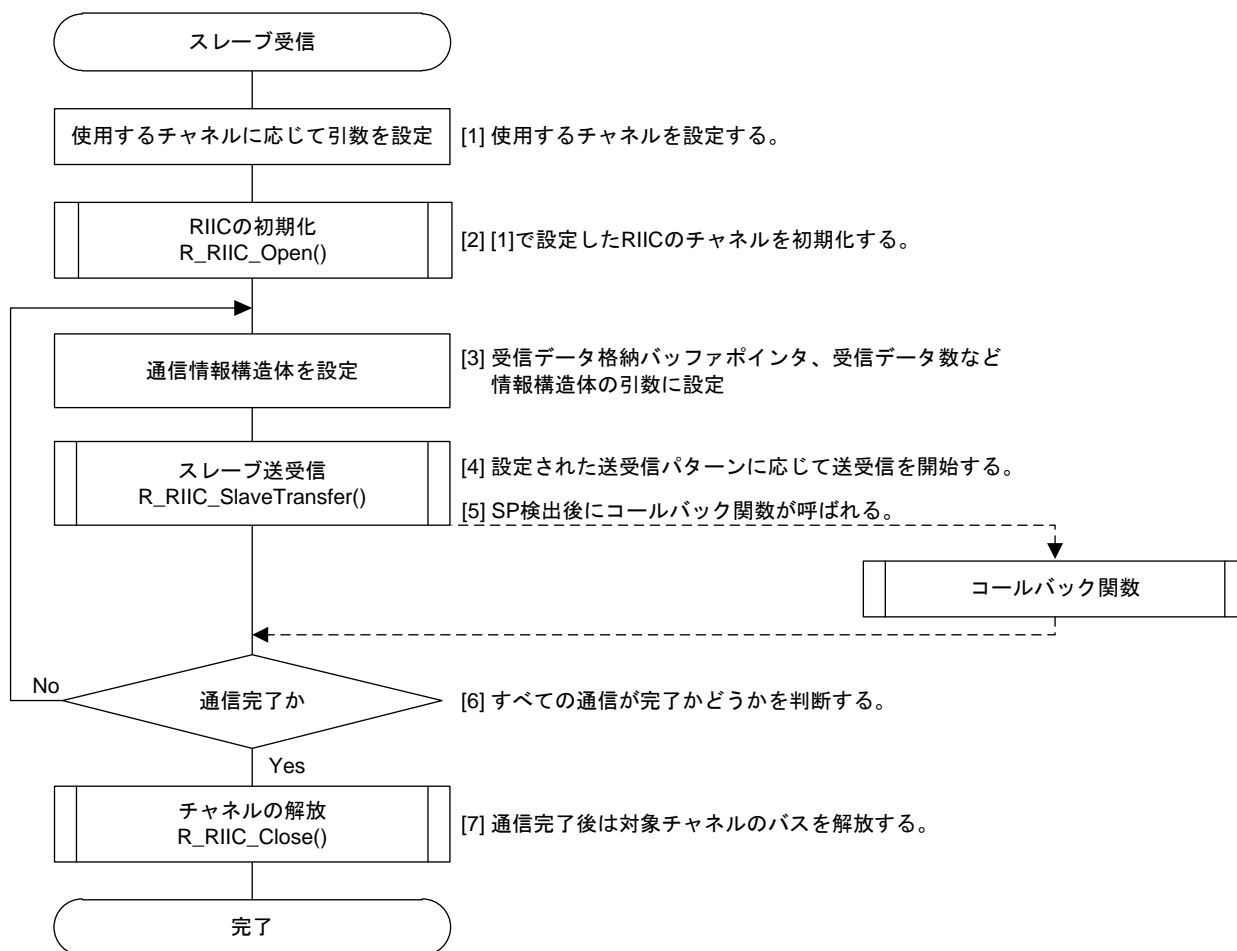 スレーブ受信
使用するチャネルに応じて引数を設定
[1] 使用するチャネルを設定する。
RIICの初期化
R_RIIC_Open()
[2] [1]で設定したRIICのチャネルを初期化する。
通信情報構造体を設定
[3] 受信データ格納バッファポインタ、受信データ数など
情報構造体の引数に設定
スレーブ送受信
R_RIIC_SlaveTransfer()
[4] 設定された送受信パターンに応じて送受信を開始する。
[5] SP検出後にコールバック関数が呼ばれる。
コールバック関数
No
通信完了か
[6] すべての通信が完了かどうかを判断する。
Yes
チャネルの解放
R_RIIC_Close()
[7] 通信完了後は対象チャネルのバスを解放する。
完了